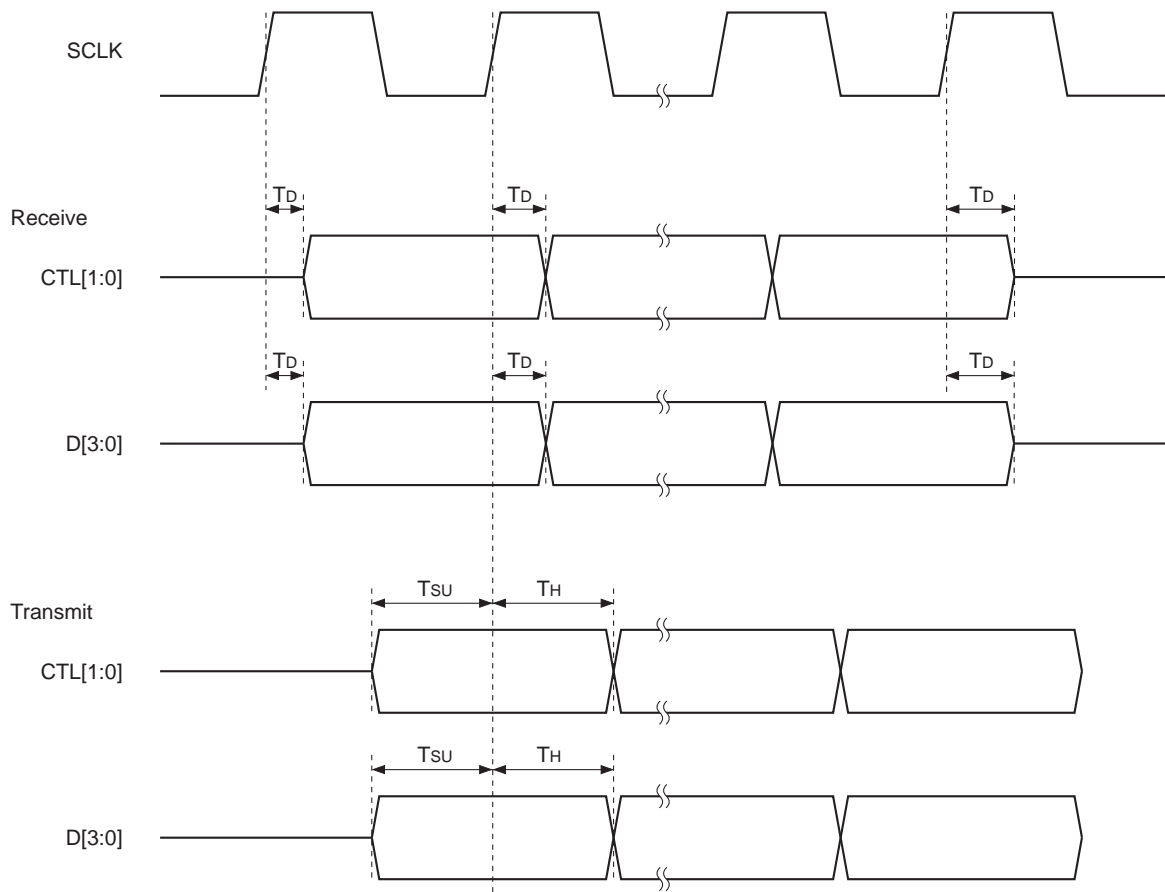 SCLK
TD TD TD
Receive
CTL[1:0]
TD TD TD
D[3:0]
TSU TH
Transmit
CTL[1:0]
TSU TH
D[3:0]